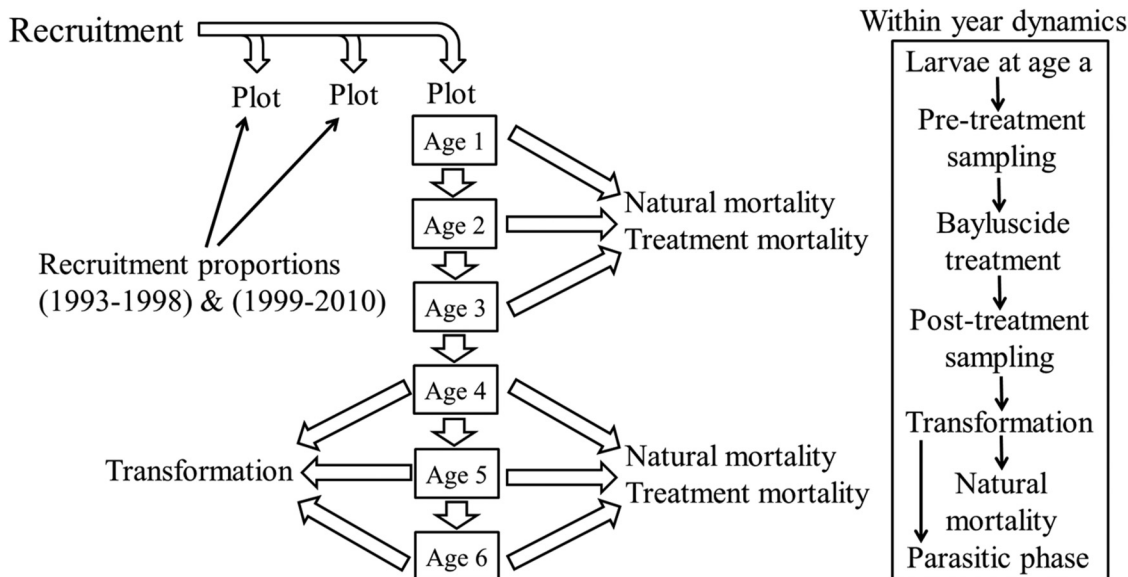 Recruitment
Plot
Plot
Plot
Age 1
Age 2
Age 3
Age 4
Age 5
Age 6
Natural mortality
Treatment mortality
Recruitment proportions
(1993-1998) & (1999-2010)
Transformation
Natural mortality
Treatment mortality
Within year dynamics
Larvae at age a
Pre-treatment
sampling
Bayluscide
treatment
Post-treatment
sampling
Transformation
Natural
mortality
Parasitic phase